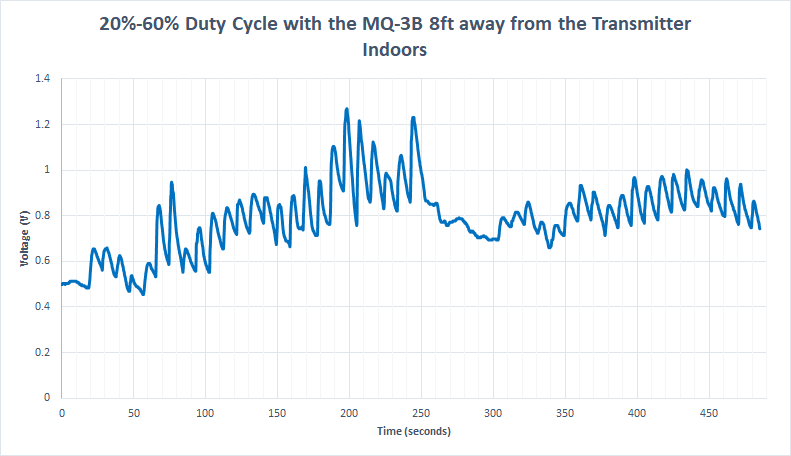 20%-60% Duty Cycle with the MQ-3B 8ft away from the Transmitter
Indoors
1.4
1.2
1
0.8
0.6
0.4
0.2
0
Voltage (V)
0 50 100 150 200 250 300 350 400 450
Time (seconds)